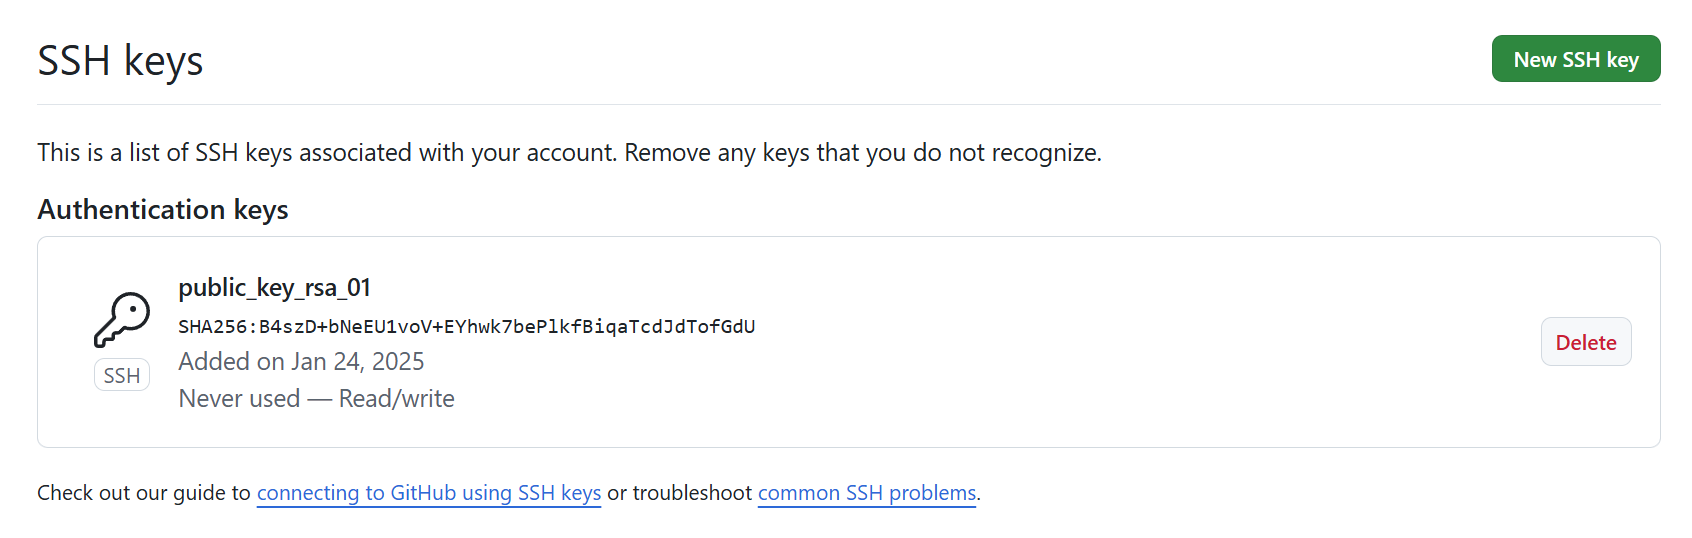 SSH keys
New SSH key
This is a list of SSH keys associated with your account. Remove any keys that you do not recognize.
Authentication keys
public_key_rsa_01
SHA256:B4szD+bNeEU1voV+EYhwk7bePlkfBiqaTcdJdTofGdU
Added on Jan 24, 2025
Never used — Read/write
SSH
Delete
Check out our guide to connecting to GitHub using SSH keys or troubleshoot common SSH problems.